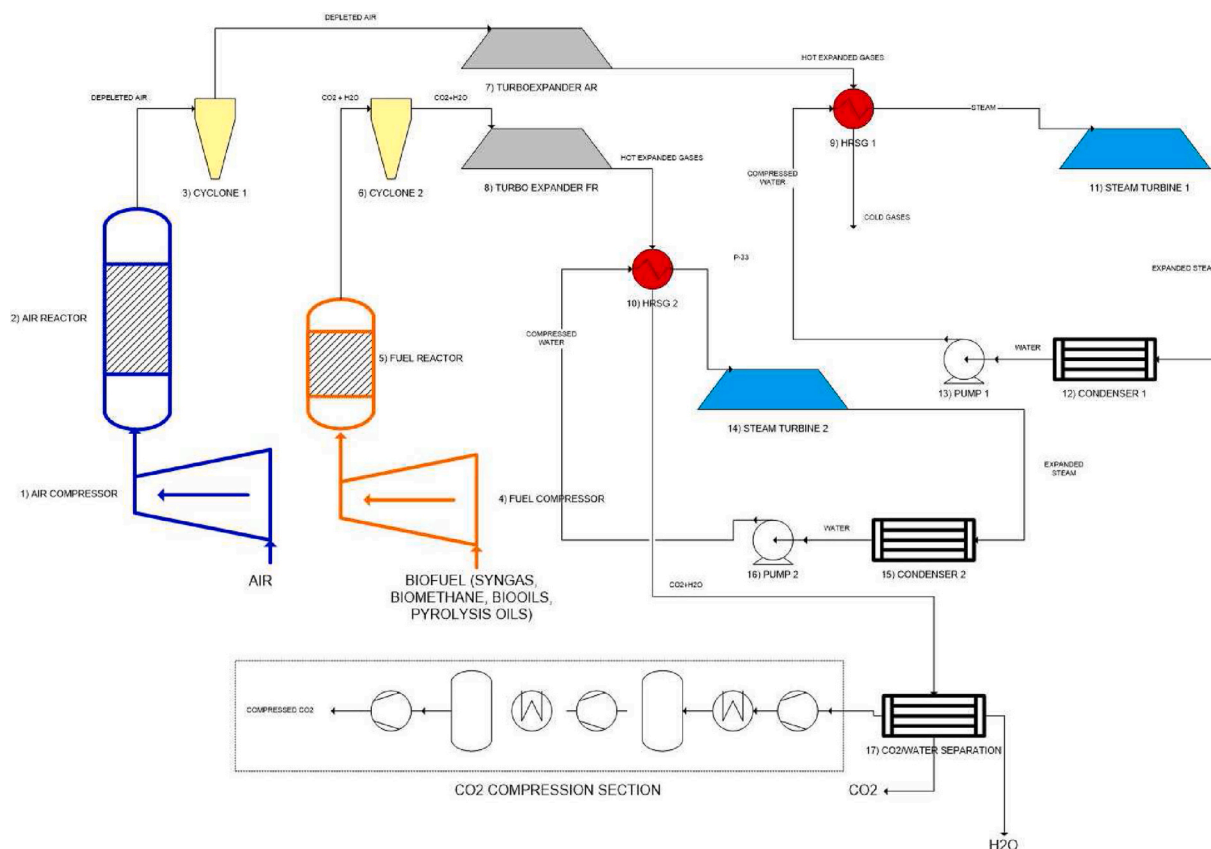 DEPLETED AIR
7) TURBOEXPANDER AR
HOT EXPANDED GASES
DEPELETED AIR
CO2 + H2O
CO2+H2O
STEAM
3) CYCLONE 1
6) CYCLONE 2
8) TURBO EXPANDER FR
HOT EXPANDED GASES
9) HRSG 1
COMPRESSED
WATER
11) STEAM TURBINE 1
COLD GASES
P-33
EXPANDED STEAM
10) HRSG 2
2) AIR REACTOR
5) FUEL REACTOR
COMPRESSED
WATER
WATER
13) PUMP 1
12) CONDENSER 1
14) STEAM TURBINE 2
EXPANDED
STEAM
1) AIR COMPRESSOR
4) FUEL COMPRESSOR
WATER
16) PUMP 2
15) CONDENSER 2
AIR
BIOFUEL (SYNGAS,
BIOMETHANE, BIOOILS,
PYROLYSIS OILS)
CO2+H2O
COMPRESSED CO2
17) CO2/WATER SEPARATION
CO2 COMPRESSION SECTION
CO2
H2O